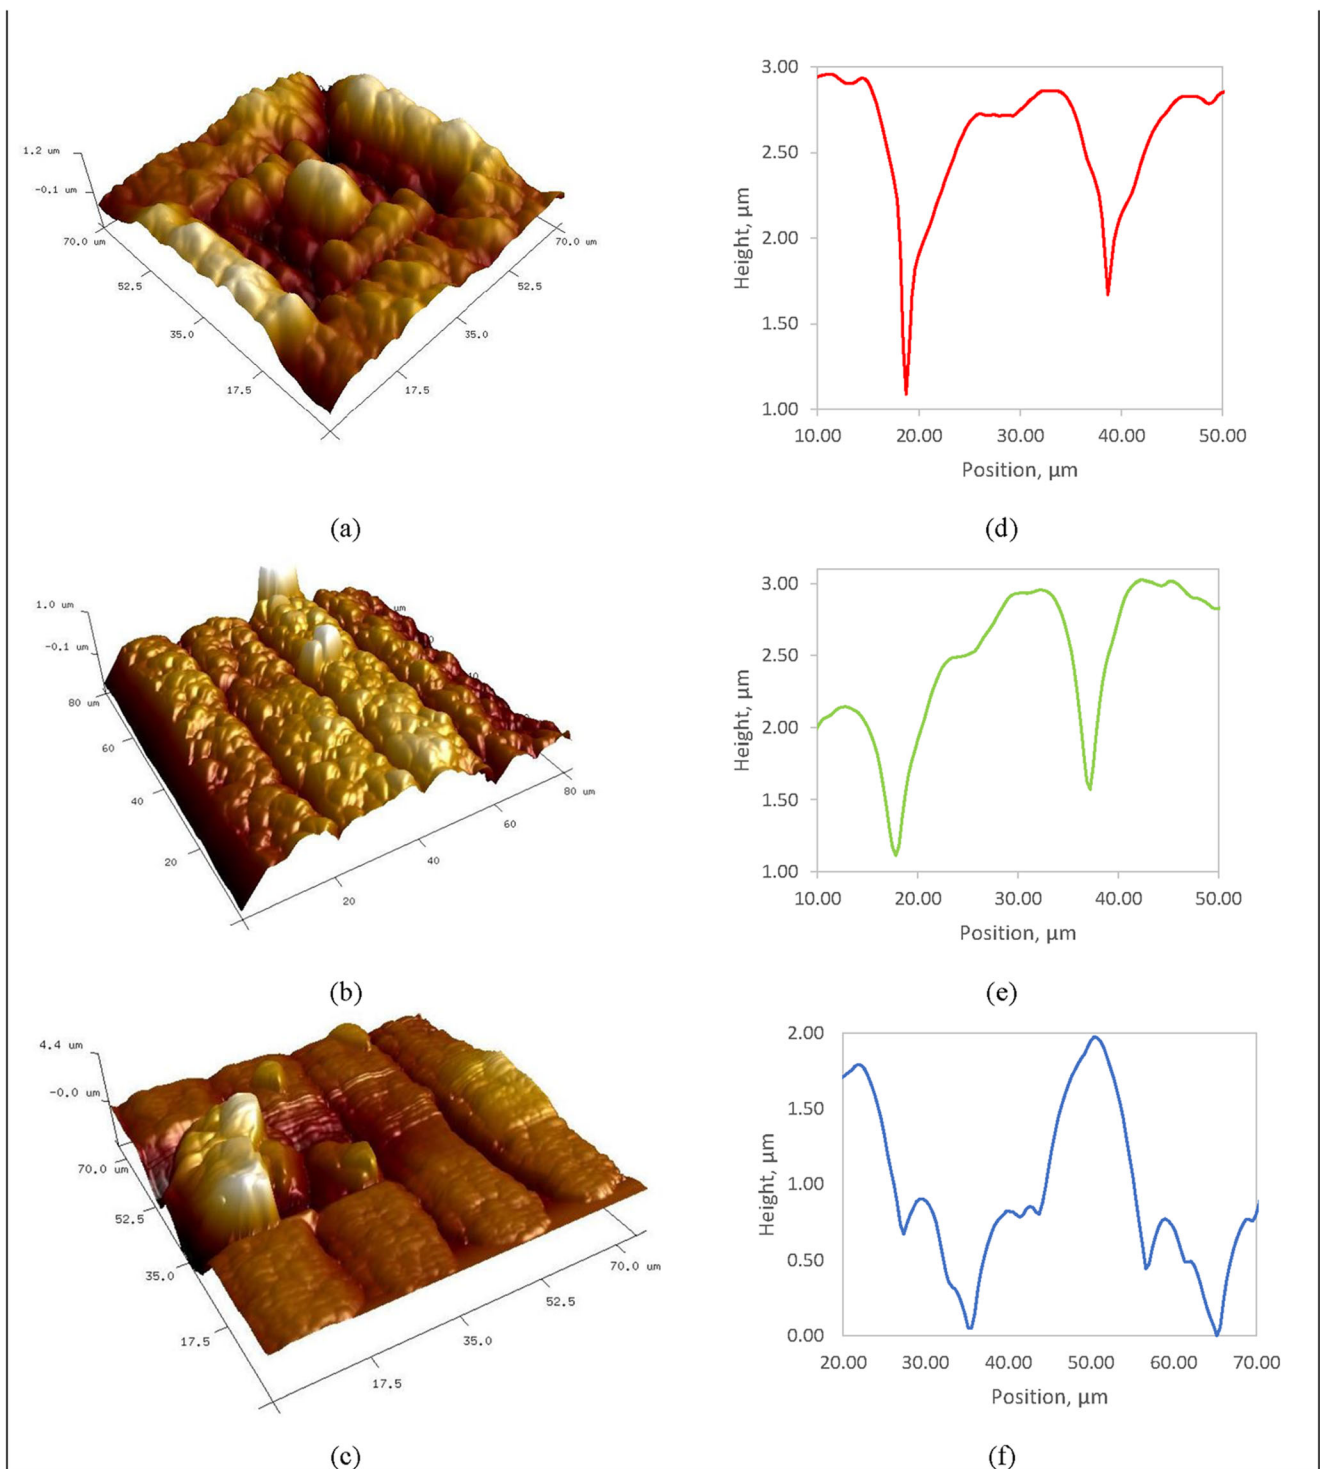 1.2 um
-0.1 um
70.0 um
52.5
35.0
17.5
70.0 um
52.5
35.0
17.5
(a)
3.00
2.50
2.00
1.50
1.00
Height, µm
10.00 20.00 30.00 40.00 50.00
Position, µm
(d)
1.0 um
-0.1 um
80 um
60
40
20
um
80 um
60
40
20
(b)
3.00
2.50
2.00
1.50
1.00
Height, µm
10.00 20.00 30.00 40.00 50.00
Position, µm
(e)
4.4 um
-0.0 um
70.0 um
52.5
35.0
17.5
70.0 um
52.5
35.0
17.5
(c)
2.00
1.50
1.00
0.50
0.00
Height, µm
20.00 30.00 40.00 50.00 60.00 70.00
Position, µm
(f)